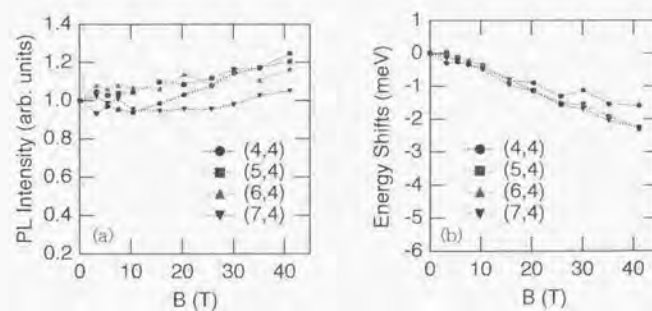 PL Intensity (arb. units)
1.4
1.2
1.0
0.8
0.6
0.4
0.2
(a)
(4,4)
(5,4)
(6,4)
(7,4)
0 10 20 30 40
B (T)
Energy Shifts (meV)
1
0
-1
-2
-3
-4
-5
-6
(b)
(4,4)
(5,4)
(6,4)
(7,4)
0 10 20 30 40
B (T)